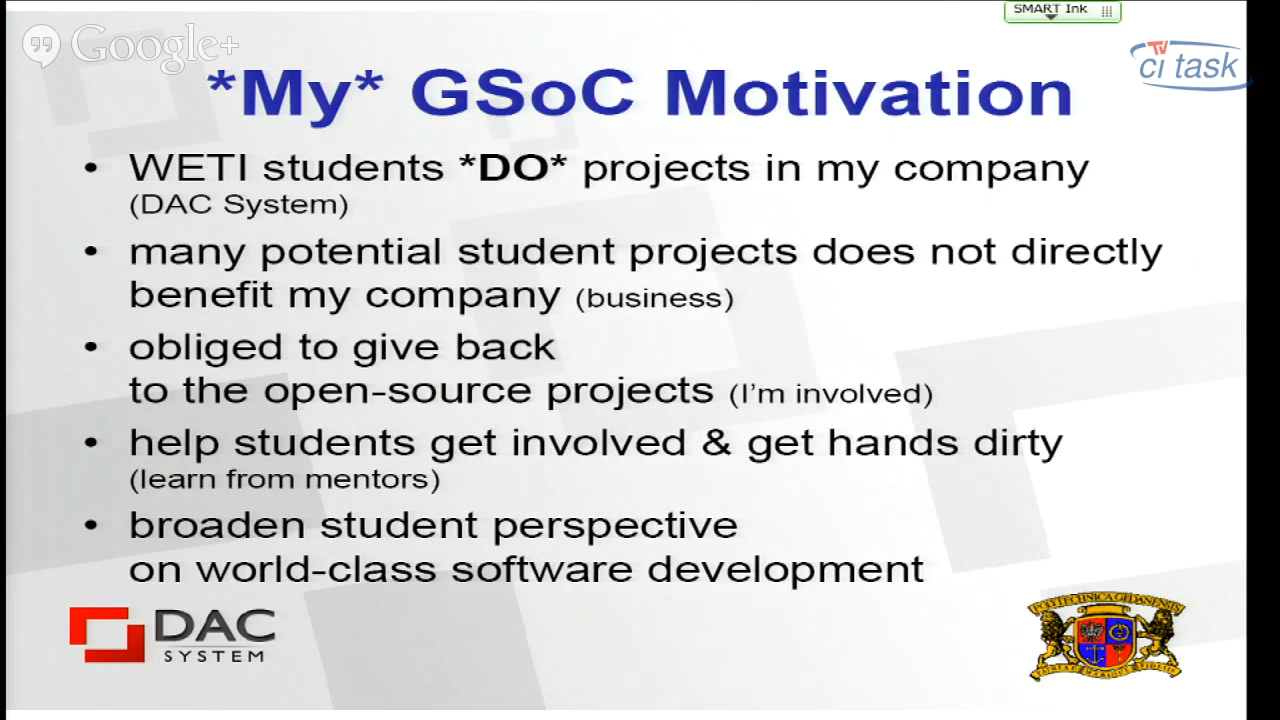 SMART Ink
Google+
TV
ci task
*My* GSoC Motivation
• WETI students *DO* projects in my company
(DAC System)
• many potential student projects does not directly
benefit my company (business)
• obliged to give back
to the open-source projects (I'm involved)
• help students get involved & get hands dirty
(learn from mentors)
• broaden student perspective
on world-class software development
DAC
SYSTEM
POLYTECHNICA GEDANENSIS